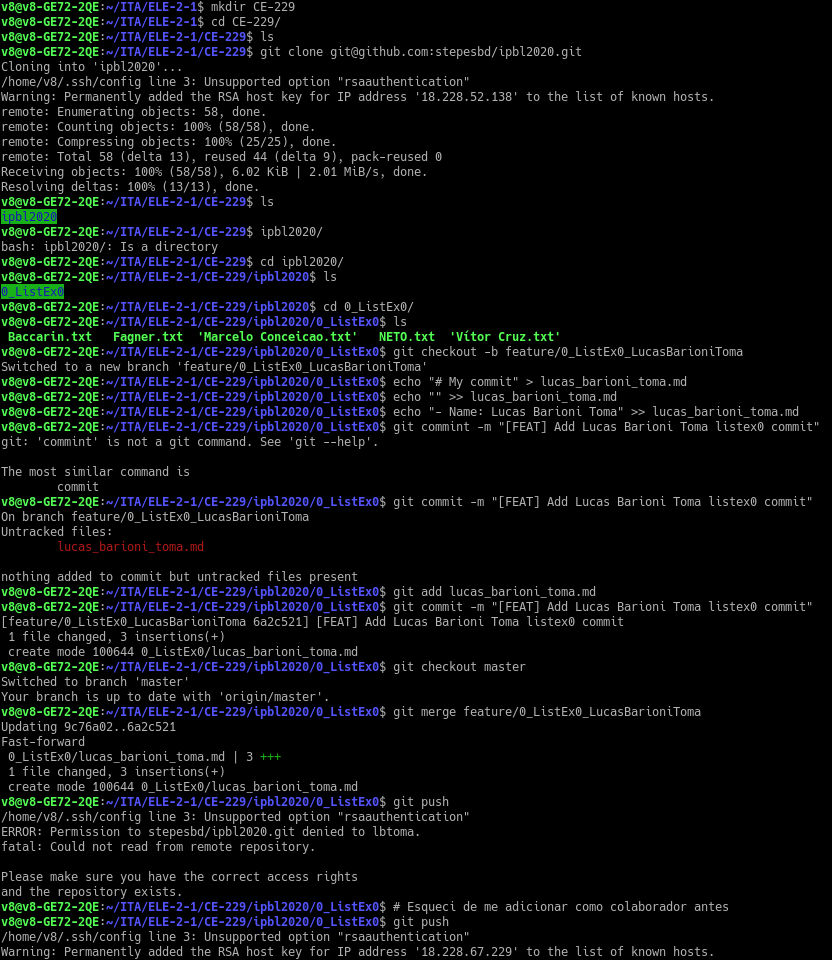 v8@v8-GE72-2QE:~/ITA/ELE-2-1$ mkdir CE-229
v8@v8-GE72-2QE:~/ITA/ELE-2-1$ cd CE-229/
v8@v8-GE72-2QE:~/ITA/ELE-2-1/CE-229$ ls
v8@v8-GE72-2QE:~/ITA/ELE-2-1/CE-229$ git clone git@github.com:stepesbd/ipbl2020.git
Cloning into 'ipbl2020'...
/home/v8/.ssh/config line 3: Unsupported option "rsaauthentication"
Warning: Permanently added the RSA host key for IP address '18.228.52.138' to the list of known hosts.
remote: Enumerating objects: 58, done.
remote: Counting objects: 100% (58/58), done.
remote: Compressing objects: 100% (25/25), done.
remote: Total 58 (delta 13), reused 44 (delta 9), pack-reused 0
Receiving objects: 100% (58/58), 6.02 KiB | 2.01 MiB/s, done.
Resolving deltas: 100% (13/13), done.
v8@v8-GE72-2QE:~/ITA/ELE-2-1/CE-229$ ls
ipbl2020
v8@v8-GE72-2QE:~/ITA/ELE-2-1/CE-229$ ipbl2020/
bash: ipbl2020/: Is a directory
v8@v8-GE72-2QE:~/ITA/ELE-2-1/CE-229$ cd ipbl2020/
v8@v8-GE72-2QE:~/ITA/ELE-2-1/CE-229/ipbl2020$ ls
0_ListEx0
v8@v8-GE72-2QE:~/ITA/ELE-2-1/CE-229/ipbl2020$ cd 0_ListEx0/
v8@v8-GE72-2QE:~/ITA/ELE-2-1/CE-229/ipbl2020/0_ListEx0$ ls
 Baccarin.txt   Fagner.txt  'Marcelo Conceicao.txt'   NETO.txt  'Vítor Cruz.txt'
v8@v8-GE72-2QE:~/ITA/ELE-2-1/CE-229/ipbl2020/0_ListEx0$ git checkout -b feature/0_ListEx0_LucasBarioniToma
Switched to a new branch 'feature/0_ListEx0_LucasBarioniToma'
v8@v8-GE72-2QE:~/ITA/ELE-2-1/CE-229/ipbl2020/0_ListEx0$ echo "# My commit" > lucas_barioni_toma.md
v8@v8-GE72-2QE:~/ITA/ELE-2-1/CE-229/ipbl2020/0_ListEx0$ echo "" >> lucas_barioni_toma.md
v8@v8-GE72-2QE:~/ITA/ELE-2-1/CE-229/ipbl2020/0_ListEx0$ echo "- Name: Lucas Barioni Toma" >> lucas_barioni_toma.md
v8@v8-GE72-2QE:~/ITA/ELE-2-1/CE-229/ipbl2020/0_ListEx0$ git commint -m "[FEAT] Add Lucas Barioni Toma listex0 commit"
git: 'commint' is not a git command. See 'git --help'.

The most similar command is
        commit
v8@v8-GE72-2QE:~/ITA/ELE-2-1/CE-229/ipbl2020/0_ListEx0$ git commit -m "[FEAT] Add Lucas Barioni Toma listex0 commit"
On branch feature/0_ListEx0_LucasBarioniToma
Untracked files:
        lucas_barioni_toma.md

nothing added to commit but untracked files present
v8@v8-GE72-2QE:~/ITA/ELE-2-1/CE-229/ipbl2020/0_ListEx0$ git add lucas_barioni_toma.md
v8@v8-GE72-2QE:~/ITA/ELE-2-1/CE-229/ipbl2020/0_ListEx0$ git commit -m "[FEAT] Add Lucas Barioni Toma listex0 commit"
[feature/0_ListEx0_LucasBarioniToma 6a2c521] [FEAT] Add Lucas Barioni Toma listex0 commit
 1 file changed, 3 insertions(+)
 create mode 100644 0_ListEx0/lucas_barioni_toma.md
v8@v8-GE72-2QE:~/ITA/ELE-2-1/CE-229/ipbl2020/0_ListEx0$ git checkout master
Switched to branch 'master'
Your branch is up to date with 'origin/master'.
v8@v8-GE72-2QE:~/ITA/ELE-2-1/CE-229/ipbl2020/0_ListEx0$ git merge feature/0_ListEx0_LucasBarioniToma
Updating 9c76a02..6a2c521
Fast-forward
 0_ListEx0/lucas_barioni_toma.md | 3 +++
 1 file changed, 3 insertions(+)
 create mode 100644 0_ListEx0/lucas_barioni_toma.md
v8@v8-GE72-2QE:~/ITA/ELE-2-1/CE-229/ipbl2020/0_ListEx0$ git push
/home/v8/.ssh/config line 3: Unsupported option "rsaauthentication"
ERROR: Permission to stepesbd/ipbl2020.git denied to lbtoma.
fatal: Could not read from remote repository.

Please make sure you have the correct access rights
and the repository exists.
v8@v8-GE72-2QE:~/ITA/ELE-2-1/CE-229/ipbl2020/0_ListEx0$ # Esqueci de me adicionar como colaborador antes
v8@v8-GE72-2QE:~/ITA/ELE-2-1/CE-229/ipbl2020/0_ListEx0$ git push
/home/v8/.ssh/config line 3: Unsupported option "rsaauthentication"
Warning: Permanently added the RSA host key for IP address '18.228.67.229' to the list of known hosts.